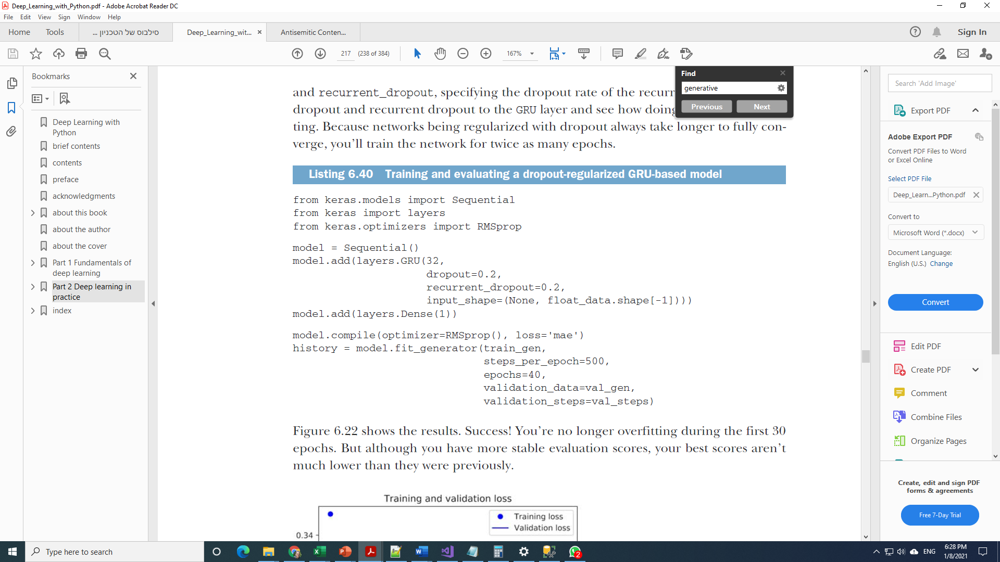 Deep_Learning_with_Python.pdf - Adobe Acrobat Reader DC
File Edit View Sign Window Help
Home Tools סילבוס של הטכניון ... Deep_Learning_wit... × Antisemitic Conten... ? Sign In
217 (238 of 384) 167%
Bookmarks
Deep Learning with
Python
brief contents
contents
preface
acknowledgments
about this book
about the author
about the cover
Part 1 Fundamentals of
deep learning
Part 2 Deep learning in
practice
index
Find
generative
Previous Next
and recurrent_dropout, specifying the dropout rate of the recurr
dropout and recurrent dropout to the GRU layer and see how doing
ting. Because networks being regularized with dropout always take longer to fully con-
verge, you'll train the network for twice as many epochs.
Listing 6.40 Training and evaluating a dropout-regularized GRU-based model
from keras.models import Sequential
from keras import layers
from keras.optimizers import RMSprop
model = Sequential()
model.add(layers.GRU(32,
dropout=0.2,
recurrent_dropout=0.2,
input_shape=(None, float_data.shape[-1])))
model.add(layers.Dense(1))
model.compile(optimizer=RMSprop(), loss='mae')
history = model.fit_generator(train_gen,
steps_per_epoch=500,
epochs=40,
validation_data=val_gen,
validation_steps=val_steps)
Figure 6.22 shows the results. Success! You're no longer overfitting during the first 30
epochs. But although you have more stable evaluation scores, your best scores aren't
much lower than they were previously.
Training and validation loss
Training loss
Validation loss
0.34
Search 'Add Image'
Export PDF
Adobe Export PDF
Convert PDF Files to Word
or Excel Online
Select PDF File
Deep_Learn...Python.pdf
Convert to
Microsoft Word (*.docx)
Document Language:
English (U.S.) Change
Convert
Edit PDF
Create PDF
Comment
Combine Files
Organize Pages
Create, edit and sign PDF
forms & agreements
Free 7-Day Trial
Type here to search
2
ENG
6:28 PM
1/8/2021